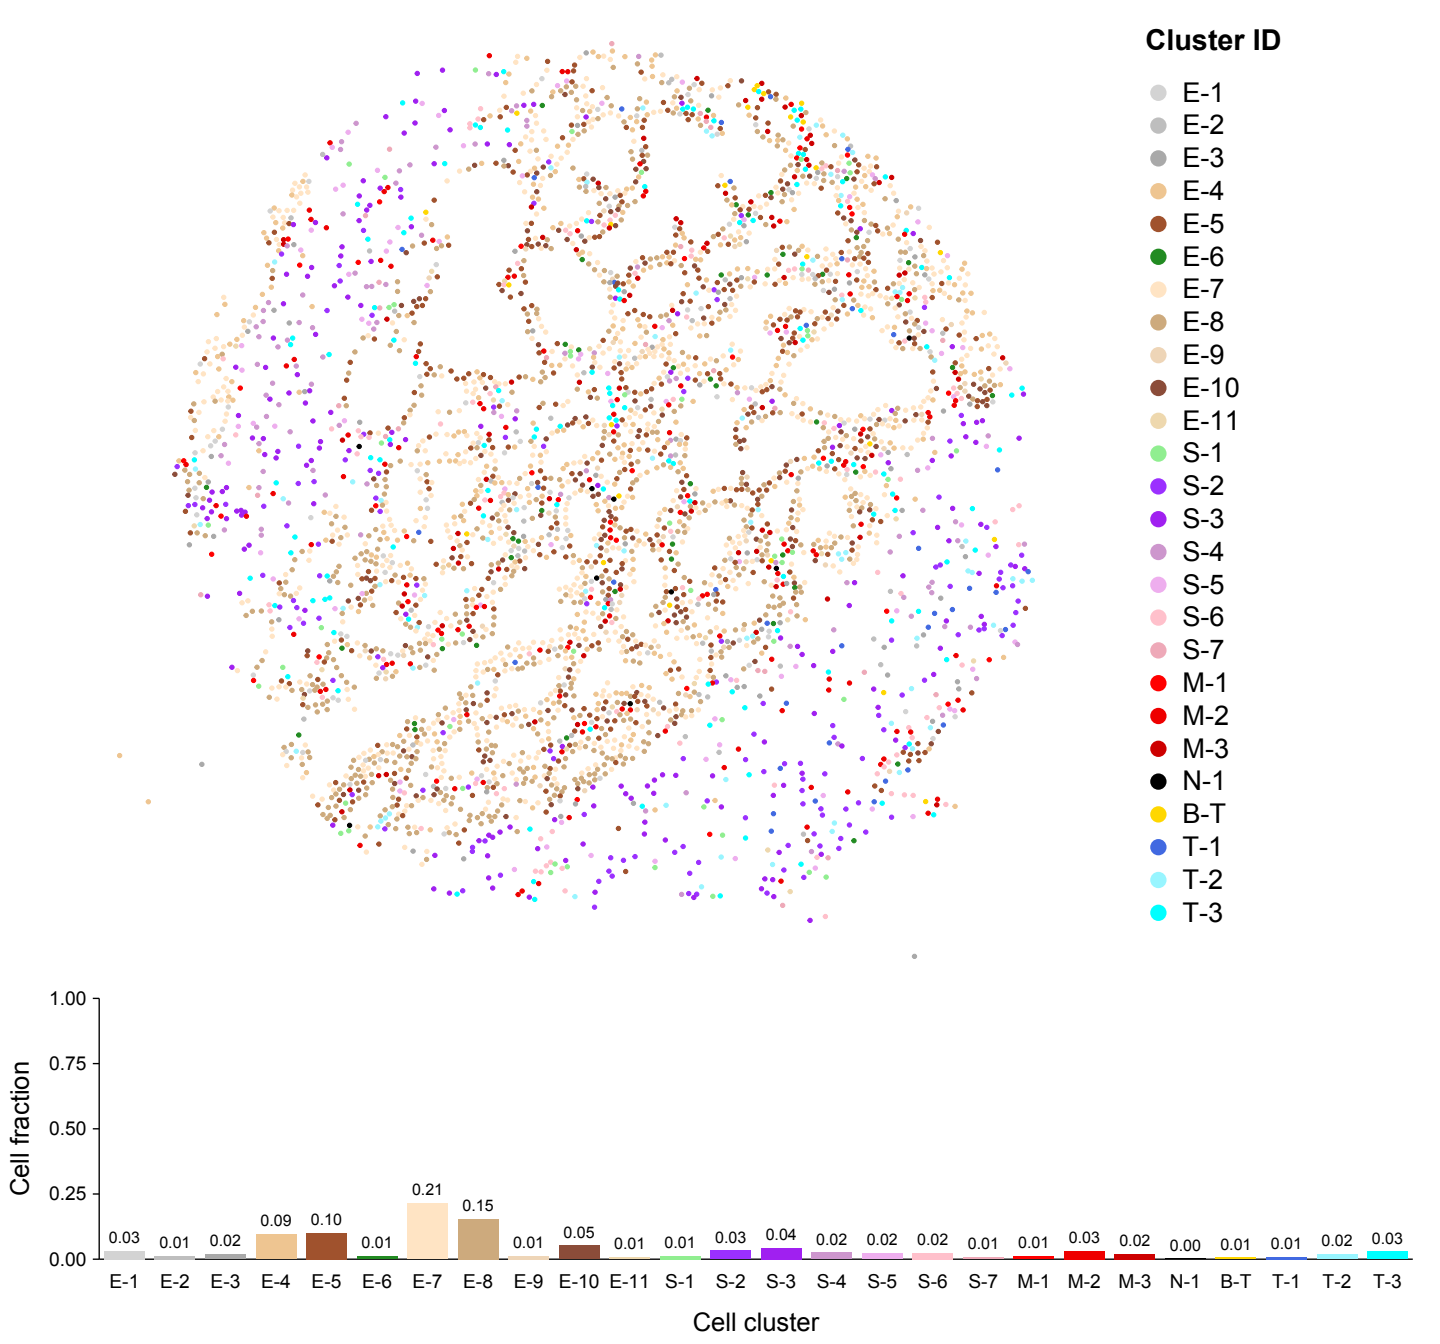 Cluster ID
E-1
E-2
E-3
E-4
E-5
E-6
E-7
E-8
E-9
E-10
E-11
S-1
S-2
S-3
S-4
S-5
S-6
S-7
M-1
M-2
M-3
N-1
B-T
T-1
T-2
T-3
Cell fraction
1.00
0.75
0.50
0.25
0.00
0.03 0.01 0.02 0.09 0.10 0.01 0.21 0.15 0.01 0.05 0.01 0.01 0.03 0.04 0.02 0.02 0.02 0.01 0.01 0.03 0.02 0.00 0.01 0.01 0.02 0.03
E-1 E-2 E-3 E-4 E-5 E-6 E-7 E-8 E-9 E-10 E-11 S-1 S-2 S-3 S-4 S-5 S-6 S-7 M-1 M-2 M-3 N-1 B-T T-1 T-2 T-3
Cell cluster